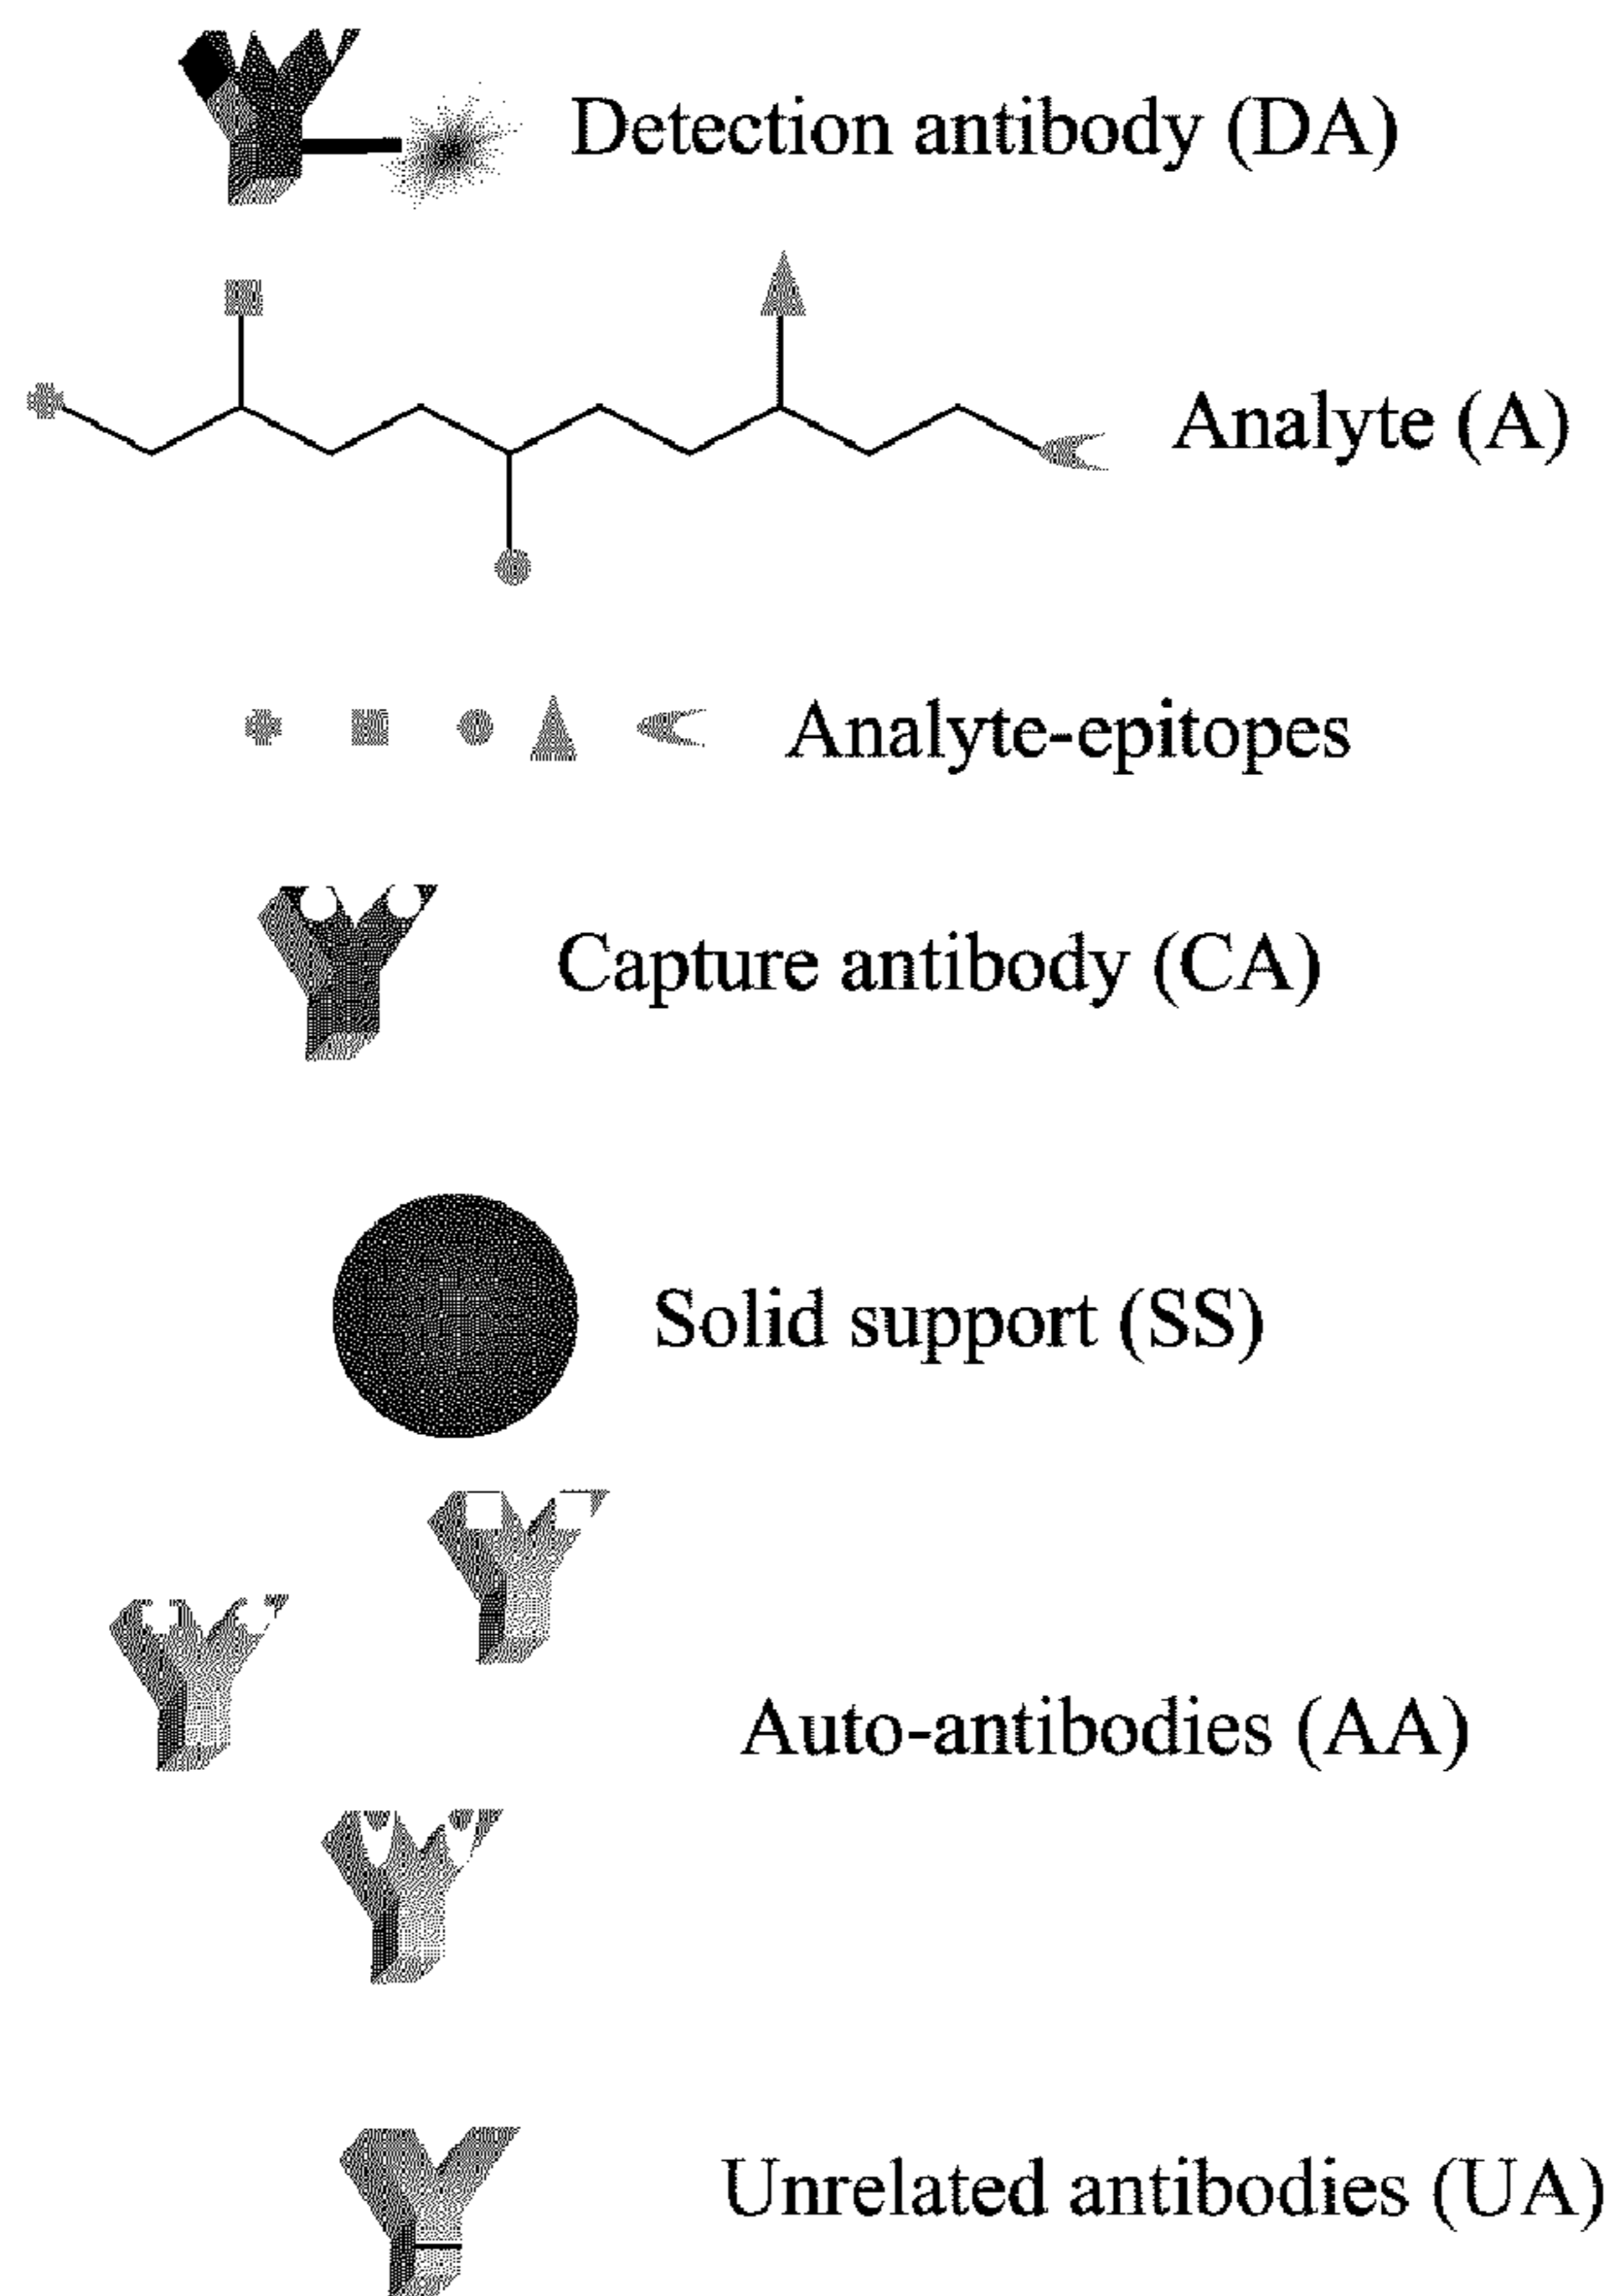 Detection antibody (DA)
Analyte (A)
Analyte-epitopes
Capture antibody (CA)
Solid support (SS)
Auto-antibodies (AA)
Unrelated antibodies (UA)